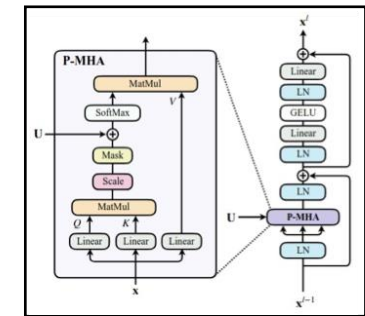 P-MHA
MatMul
V
SoftMax
U
Mask
Scale
MatMul
Q K
Linear Linear Linear
x
x^l
Linear
LN
GELU
Linear
LN
LN
U P-MHA
LN
x^{l-1}